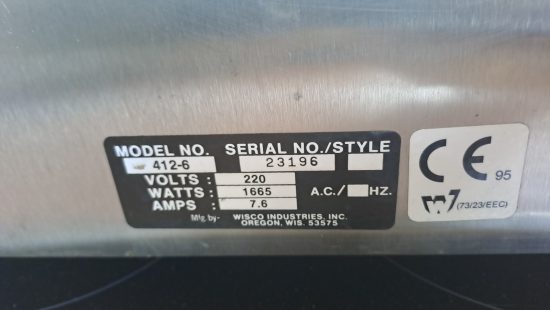 MODEL NO. SERIAL NO./STYLE
412-6 23196
VOLTS : 220
WATTS : 1665 A.C./ HZ.
AMPS : 7.6
Mfg. by- WISCO INDUSTRIES, INC.
OREGON, WIS. 53575
CE 95
(73/23/EEC)